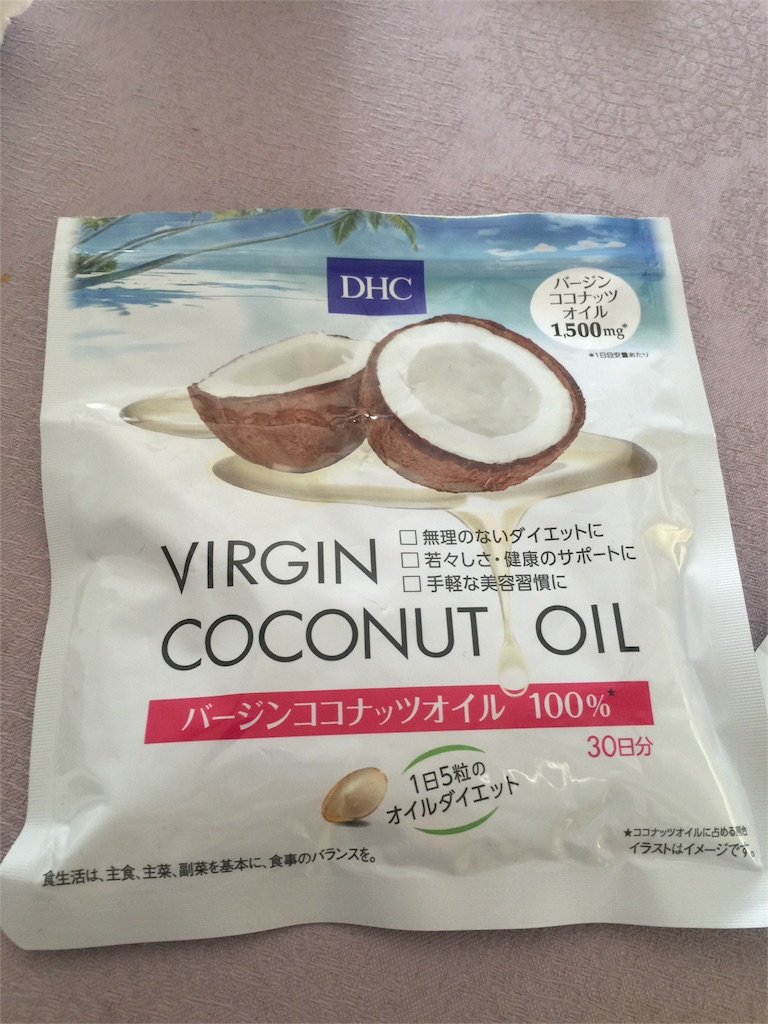 DHC
バージン
ココナッツ
オイル
1,500mg*
*1日目安量あたり
VIRGIN
□無理のないダイエットに
□若々しさ・健康のサポートに
□手軽な美容習慣に
COCONUT OIL
バージンココナッツオイル 100%★
30日分
1日5粒の
オイルダイエット
★ココナッツオイルに占める割合
イラストはイメージです。
食生活は、主食、主菜、副菜を基本に、食事のバランスを。